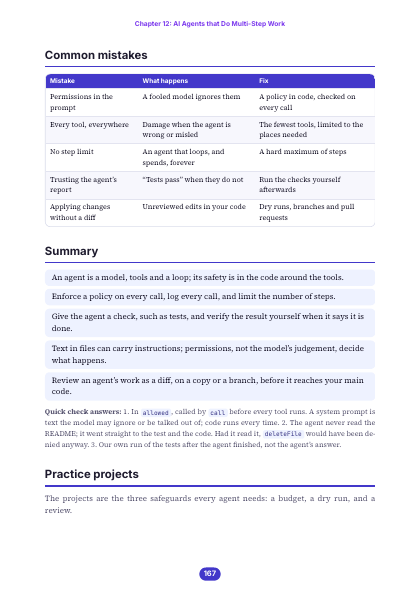 Chapter 12: AI Agents that Do Multi-Step Work
Common mistakes
Mistake What happens Fix
Permissions in the prompt A fooled model ignores them A policy in code, checked on every call
Every tool, everywhere Damage when the agent is wrong or misled The fewest tools, limited to the places needed
No step limit An agent that loops, and spends, forever A hard maximum of steps
Trusting the agent's report “Tests pass” when they do not Run the checks yourself afterwards
Applying changes without a diff Unreviewed edits in your code Dry runs, branches and pull requests
Summary
An agent is a model, tools and a loop; its safety is in the code around the tools.
Enforce a policy on every call, log every call, and limit the number of steps.
Give the agent a check, such as tests, and verify the result yourself when it says it is
done.
Text in files can carry instructions; permissions, not the model's judgement, decide
what happens.
Review an agent's work as a diff, on a copy or a branch, before it reaches your main
code.
Quick check answers: 1. In allowed, called by call before every tool runs. A system prompt is
text the model may ignore or be talked out of; code runs every time. 2. The agent never read the
README; it went straight to the test and the code. Had it read it, deleteFile would have been de-
nied anyway. 3. Our own run of the tests after the agent finished, not the agent's answer.
Practice projects
The projects are the three safeguards every agent needs: a budget, a dry run, and a
review.
167